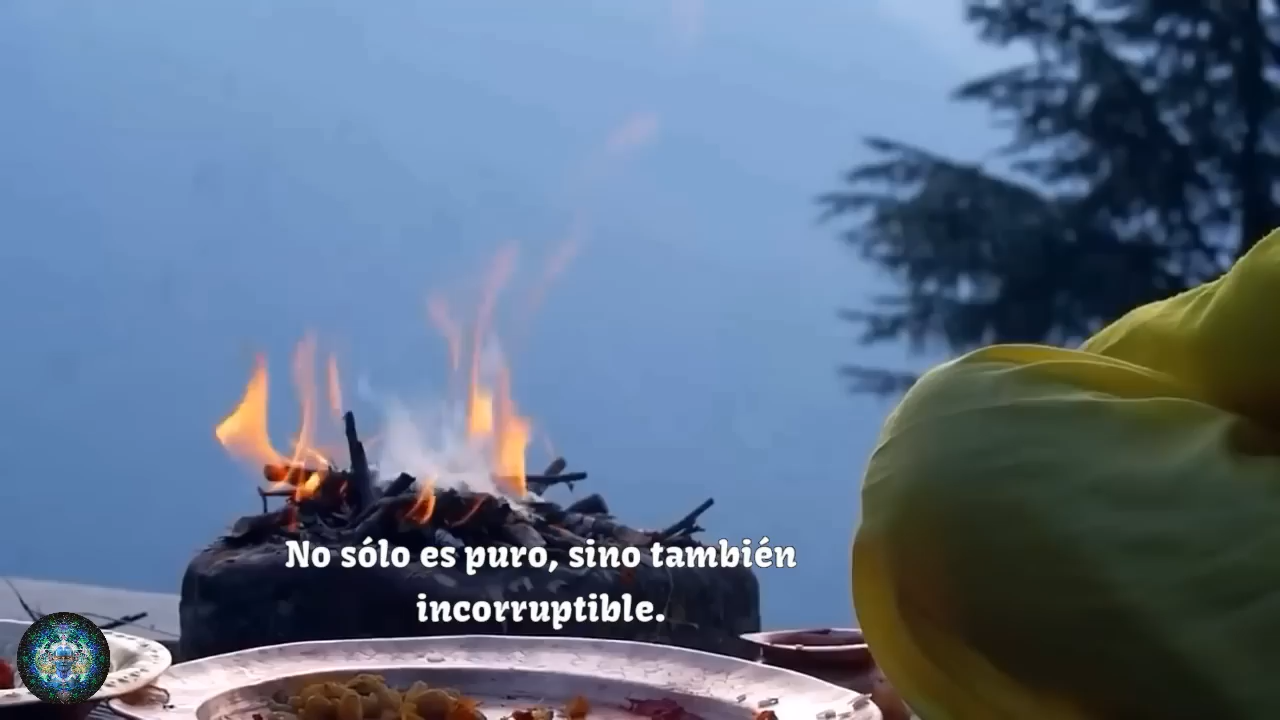 No sólo es puro, sino también
incorruptible.